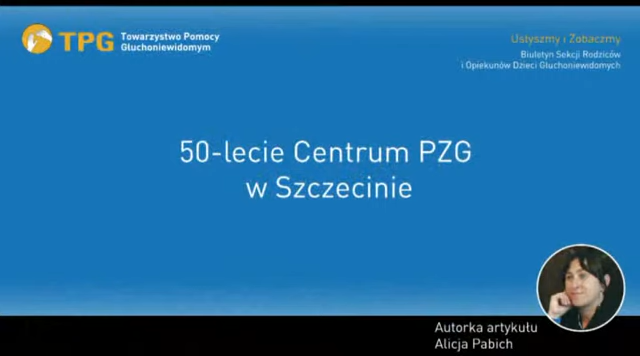 TPG
Towarzystwo Pomocy
Głuchoniewidomym
Usłyszmy i Zobaczmy
Biuletyn Sekcji Rodziców
i Opiekunów Dzieci Głuchoniewidomych
50-lecie Centrum PZG
w Szczecinie
Autorka artykułu
Alicja Pabich